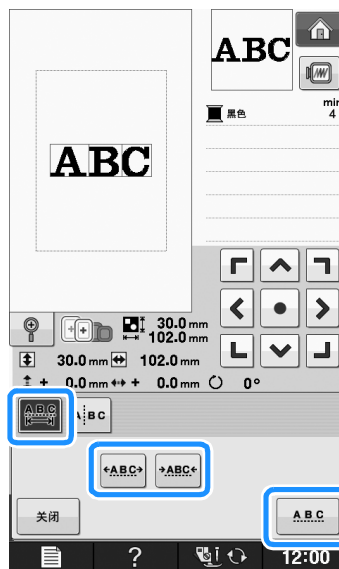 ABC
min
黑色 4
ABC
30.0 mm
102.0 mm
30.0 mm 102.0 mm
+ 0.0 mm + 0.0 mm 0°
ABC A BC
ABC ABC
关闭 ABC
? 12:00